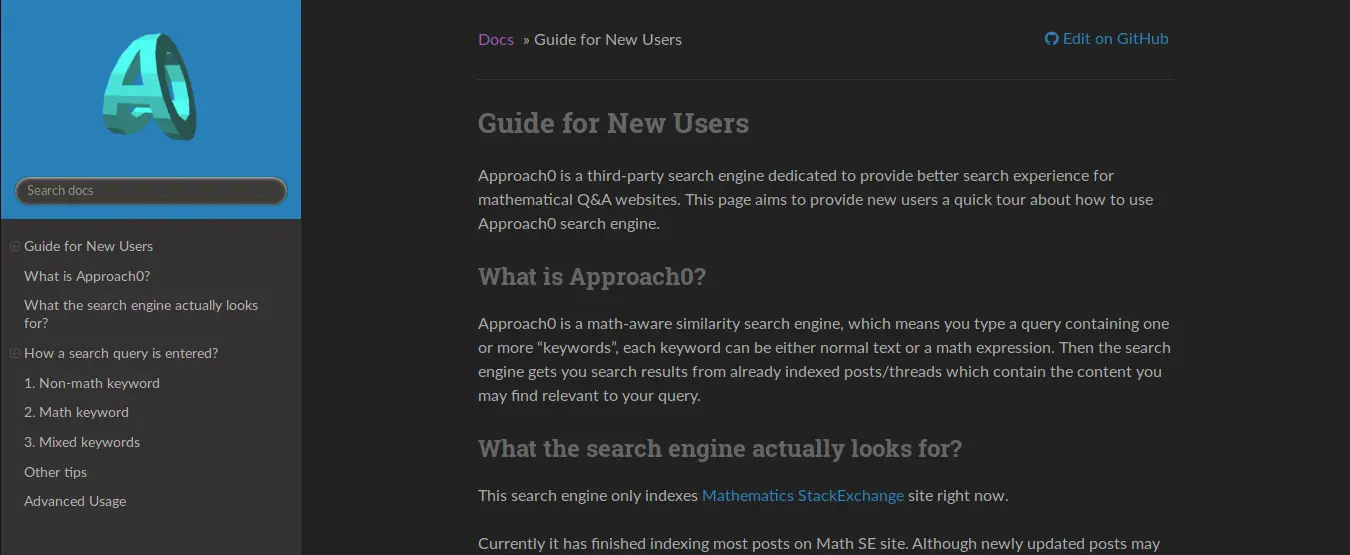 Search docs
Guide for New Users
What is Approach0?
What the search engine actually looks
for?
How a search query is entered?
1. Non-math keyword
2. Math keyword
3. Mixed keywords
Other tips
Advanced Usage
Docs » Guide for New Users
Edit on GitHub
Guide for New Users
Approach0 is a third-party search engine dedicated to provide better search experience for
mathematical Q&A websites. This page aims to provide new users a quick tour about how to use
Approach0 search engine.
What is Approach0?
Approach0 is a math-aware similarity search engine, which means you type a query containing one
or more “keywords”, each keyword can be either normal text or a math expression. Then the search
engine gets you search results from already indexed posts/threads which contain the content you
may find relevant to your query.
What the search engine actually looks for?
This search engine only indexes Mathematics StackExchange site right now.
Currently it has finished indexing most posts on Math SE site. Although newly updated posts may